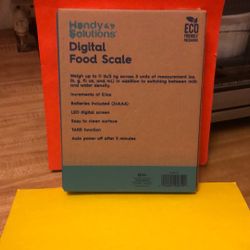 Handy
Solutions
ECO
FRIENDLY
PACKAGING
Digital
Food Scale
Weigh up to 11 lb/5 kg across 5 units of measurement (oz,
lb, g, fl oz, and mL) in addition to switching between milk
and water density.
Increments of 0.1oz
Batteries Included (2xAAA)
LED digital screen
Easy to clean surface
TARE function
Auto power off after 2 minutes